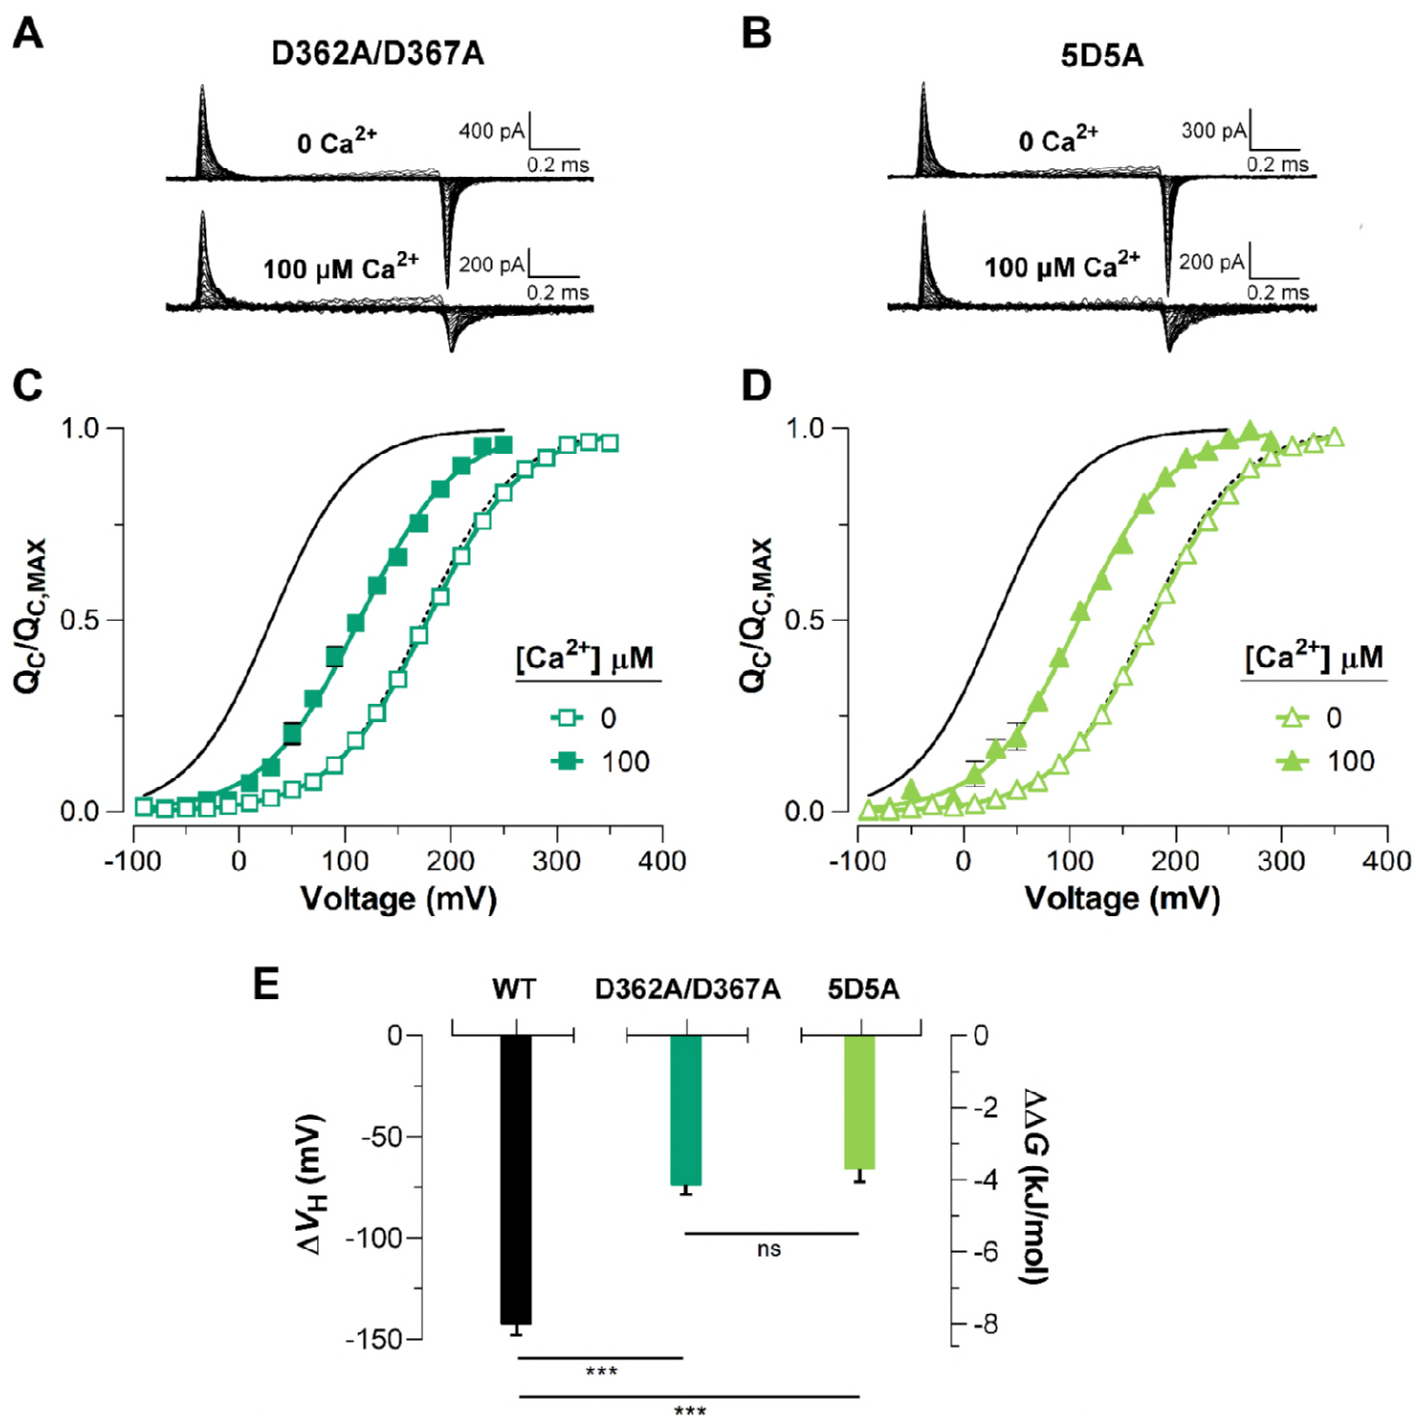 A
B
D362A/D367A
5D5A
0 Ca2+
400 pA
0.2 ms
0 Ca2+
300 pA
0.2 ms
100 µM Ca2+
200 pA
0.2 ms
100 µM Ca2+
200 pA
0.2 ms
C
D
1.0
0.5
0.0
QC/QC,MAX
[Ca2+] µM
0
100
-100 0 100 200 300 400
Voltage (mV)
1.0
0.5
0.0
QC/QC,MAX
[Ca2+] µM
0
100
-100 0 100 200 300 400
Voltage (mV)
E
WT D362A/D367A 5D5A
0
-50
-100
-150
ΔVH (mV)
0
-2
-4
-6
-8
ΔΔG (kJ/mol)
ns
***
***